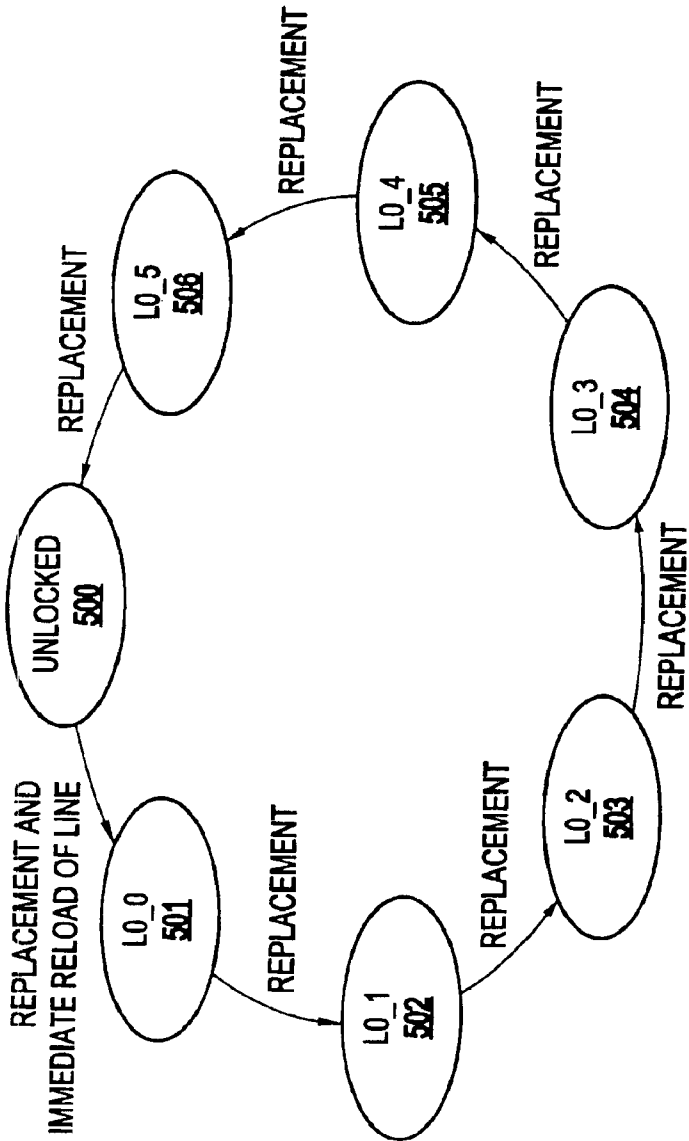 REPLACEMENT AND
IMMEDIATE RELOAD OF LINE
UNLOCKED
500
REPLACEMENT
L0_0
501
L0_5
506
REPLACEMENT
REPLACEMENT
L0_1
502
L0_4
505
REPLACEMENT
REPLACEMENT
L0_2
503
L0_3
504
REPLACEMENT